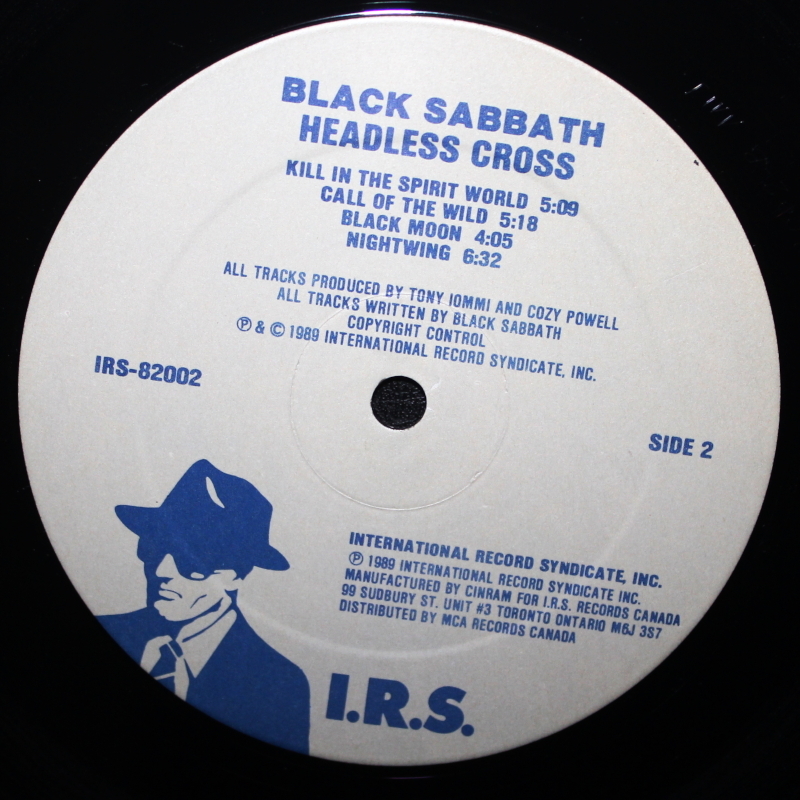 BLACK SABBATH
HEADLESS CROSS
KILL IN THE SPIRIT WORLD 5:09
CALL OF THE WILD 5:18
BLACK MOON 4:05
NIGHTWING 6:32
ALL TRACKS PRODUCED BY TONY IOMMI AND COZY POWELL
ALL TRACKS WRITTEN BY BLACK SABBATH
COPYRIGHT CONTROL
℗ & © 1989 INTERNATIONAL RECORD SYNDICATE, INC.
IRS-82002
SIDE 2
INTERNATIONAL RECORD SYNDICATE, INC.
℗ 1989 INTERNATIONAL RECORD SYNDICATE INC.
MANUFACTURED BY CINRAM FOR I.R.S. RECORDS CANADA
99 SUDBURY ST. UNIT #3 TORONTO ONTARIO M6J 3S7
DISTRIBUTED BY MCA RECORDS CANADA
I.R.S.